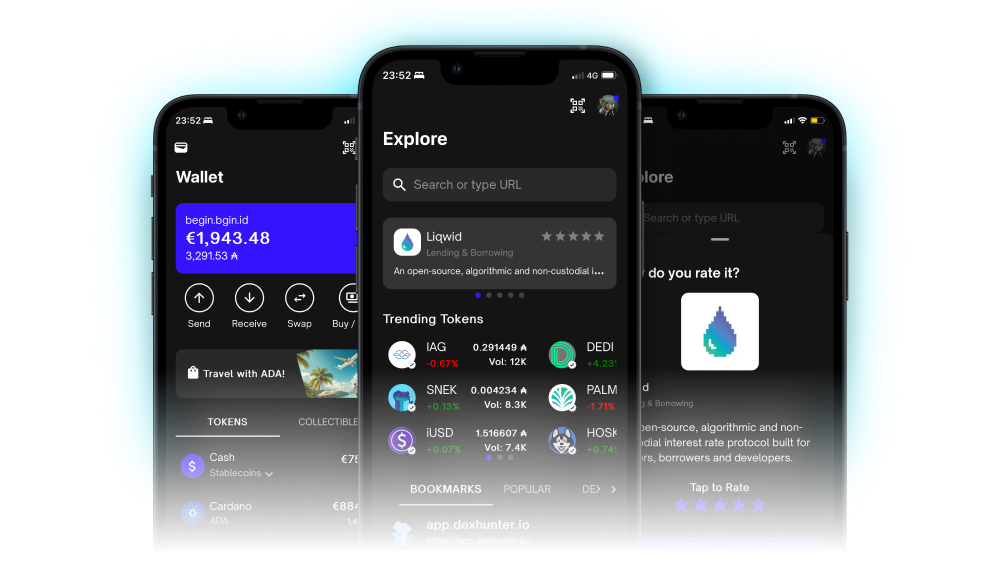 23:52
Wallet
begin.bgin.id
€1,943.48
3,291.53 ₳
Send
Receive
Swap
Buy /
Travel with ADA!
TOKENS
COLLECTIBLE
Cash
€75
Stablecoins
Cardano
€884
ADA
1,4
23:52
4G
Explore
Search or type URL
Liqwid
Lending & Borrowing
An open-source, algorithmic and non-custodial i...
Trending Tokens
IAG 0.291449 ₳
-0.67% Vol: 12K
DEDI
+4.23
SNEK 0.004234 ₳
+0.13% Vol: 8.3K
PALM
-1.71%
iUSD 1.516607 ₳
+0.07% Vol: 7.4K
HOSK
+0.74
BOOKMARKS
POPULAR
DE
app.dexhunter.io
https://app.dexhunter.io/
plore
Search or type URL
do you rate it?
d
g & Borrowing
pen-source, algorithmic and non-
dial interest rate protocol built for
ers, borrowers and developers.
Tap to Rate